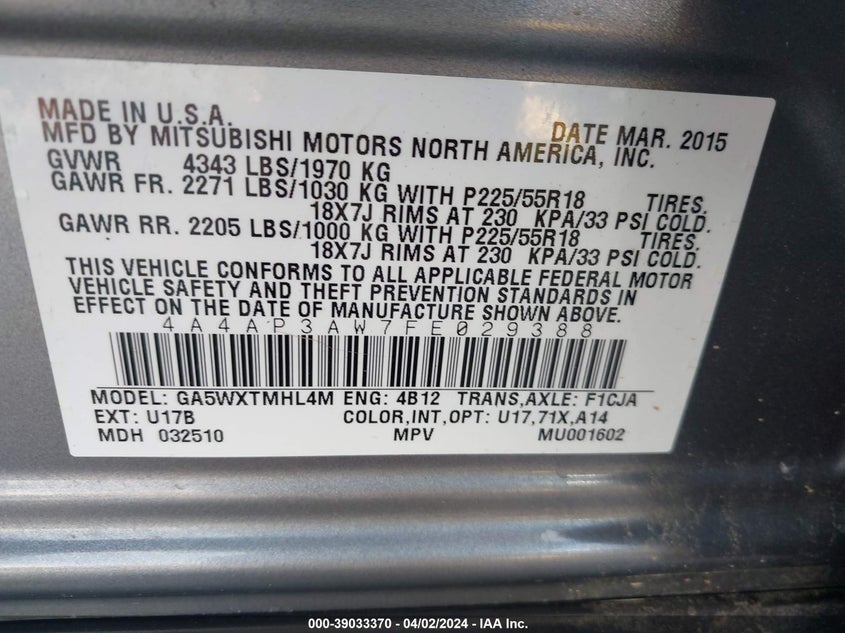 MADE IN U.S.A. DATE MAR. 2015
MFD BY MITSUBISHI MOTORS NORTH AMERICA, INC.
GVWR 4343 LBS/1970 KG
GAWR FR. 2271 LBS/1030 KG WITH P225/55R18 TIRES.
18X7J RIMS AT 230 KPA/33 PSI COLD.
GAWR RR. 2205 LBS/1000 KG WITH P225/55R18 TIRES.
18X7J RIMS AT 230 KPA/33 PSI COLD.
THIS VEHICLE CONFORMS TO ALL APPLICABLE FEDERAL MOTOR
VEHICLE SAFETY AND THEFT PREVENTION STANDARDS IN
EFFECT ON THE DATE OF MANUFACTURE SHOWN ABOVE.
4A4AP3AW7FE029388
MODEL: GA5WXTMHL4M ENG: 4B12 TRANS,AXLE: F1CJA
EXT: U17B COLOR,INT,OPT: U17,71X,A14
MDH 032510 MPV MU001602
000-39033370 - 04/02/2024 - IAA Inc.